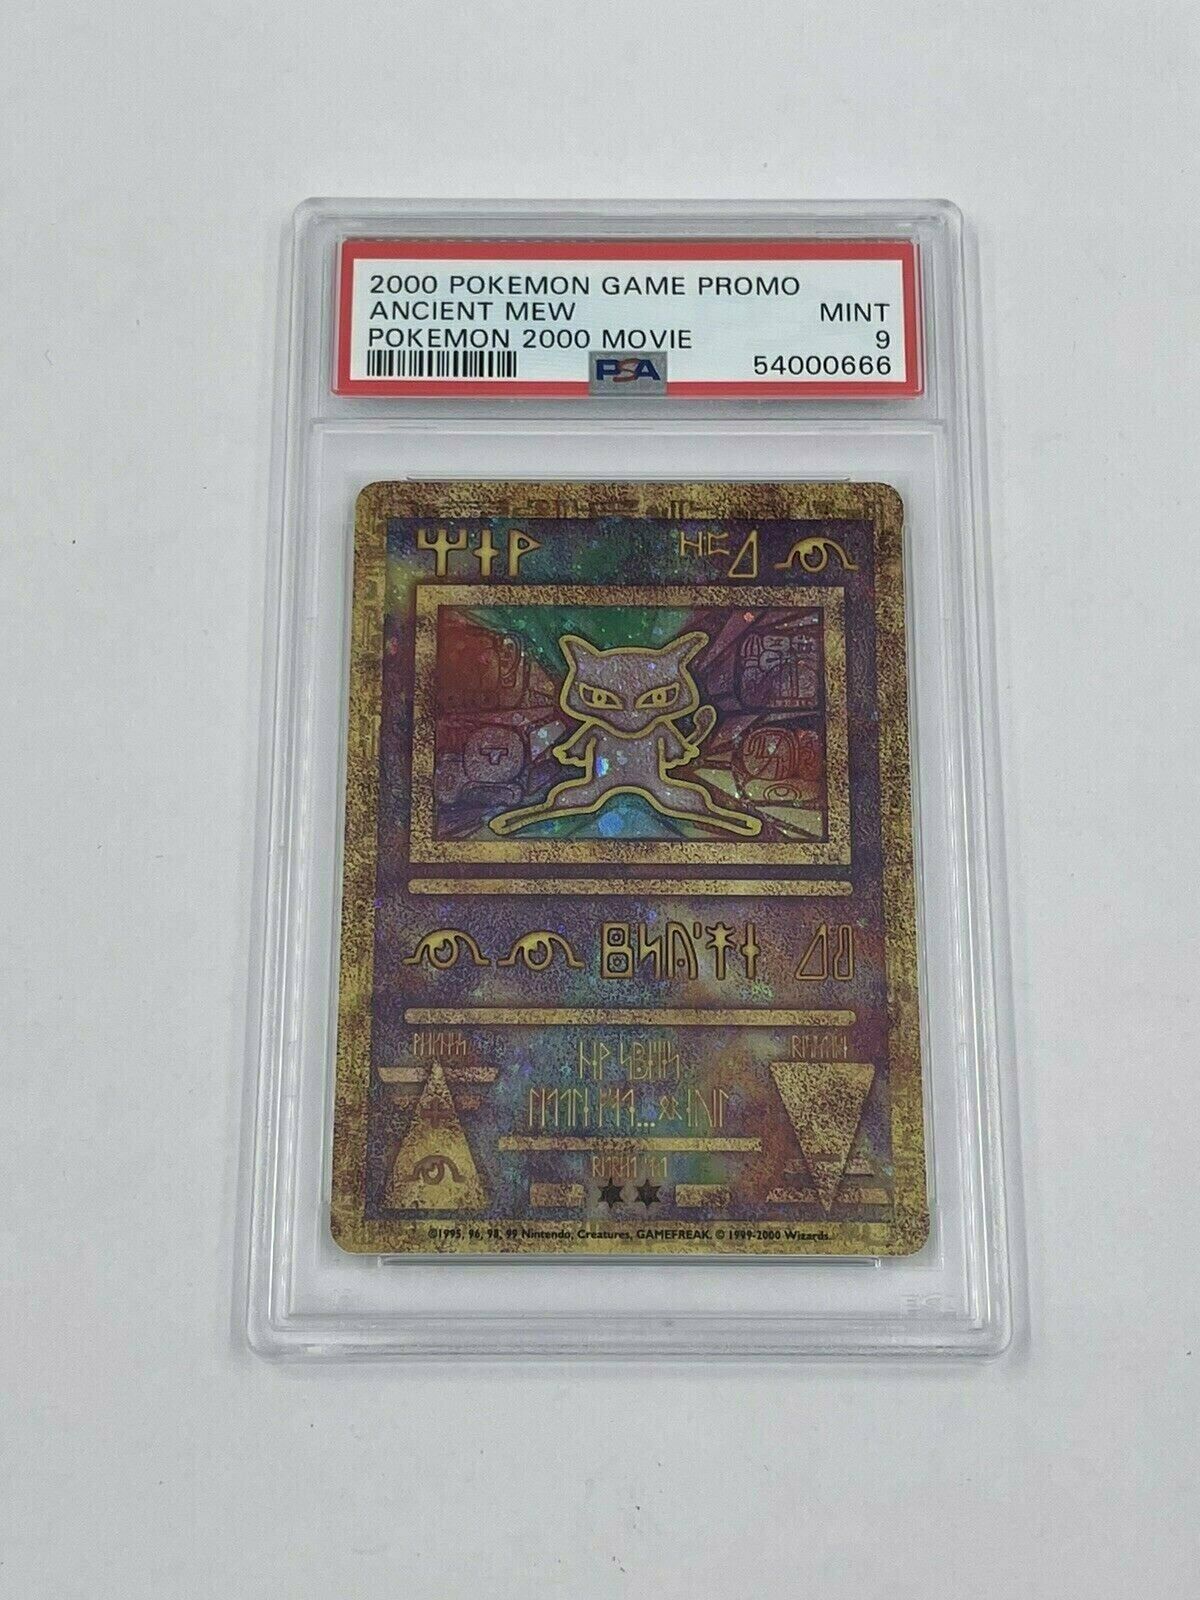 2000 POKEMON GAME PROMO
ANCIENT MEW MINT
POKEMON 2000 MOVIE 9
PSA 54000666
©1995, 96, 98, 99 Nintendo, Creatures, GAMEFREAK. © 1999-2000 Wizards.